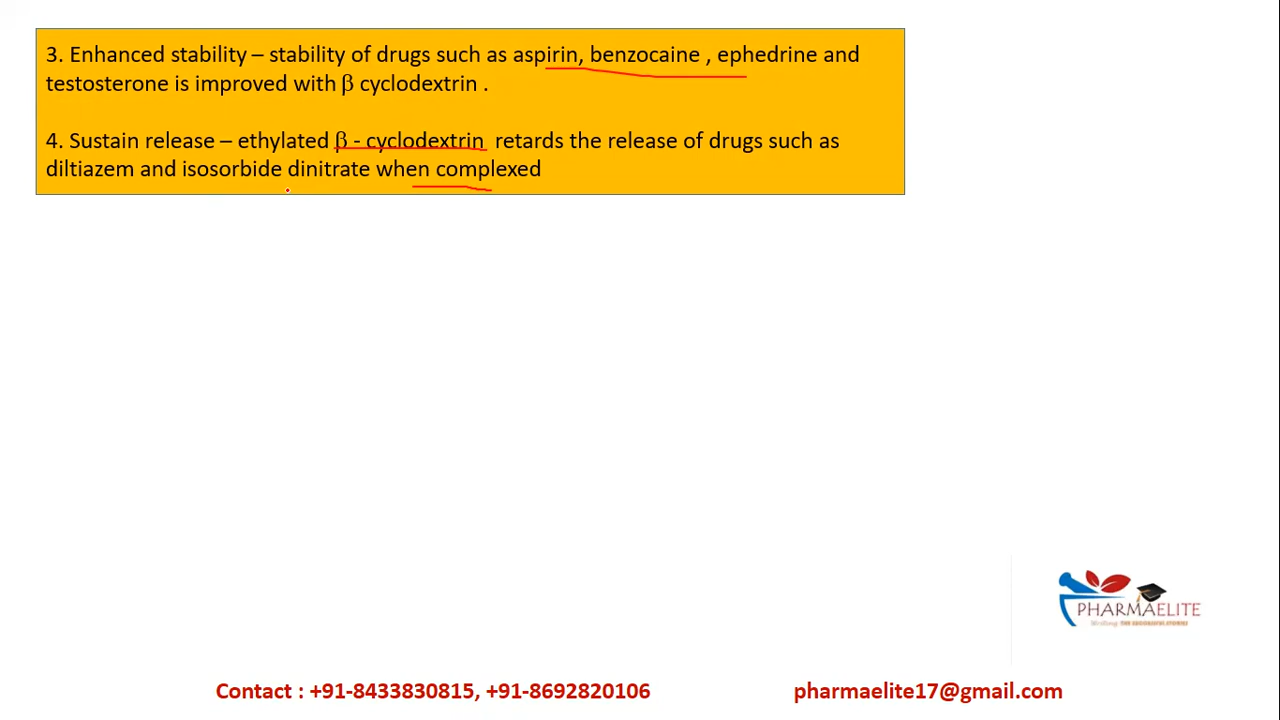 3. Enhanced stability – stability of drugs such as aspirin, benzocaine , ephedrine and
testosterone is improved with β cyclodextrin .
4. Sustain release – ethylated β - cyclodextrin retards the release of drugs such as
diltiazem and isosorbide dinitrate when complexed
PHARMAELITE
Contact : +91-8433830815, +91-8692820106
pharmaelite17@gmail.com